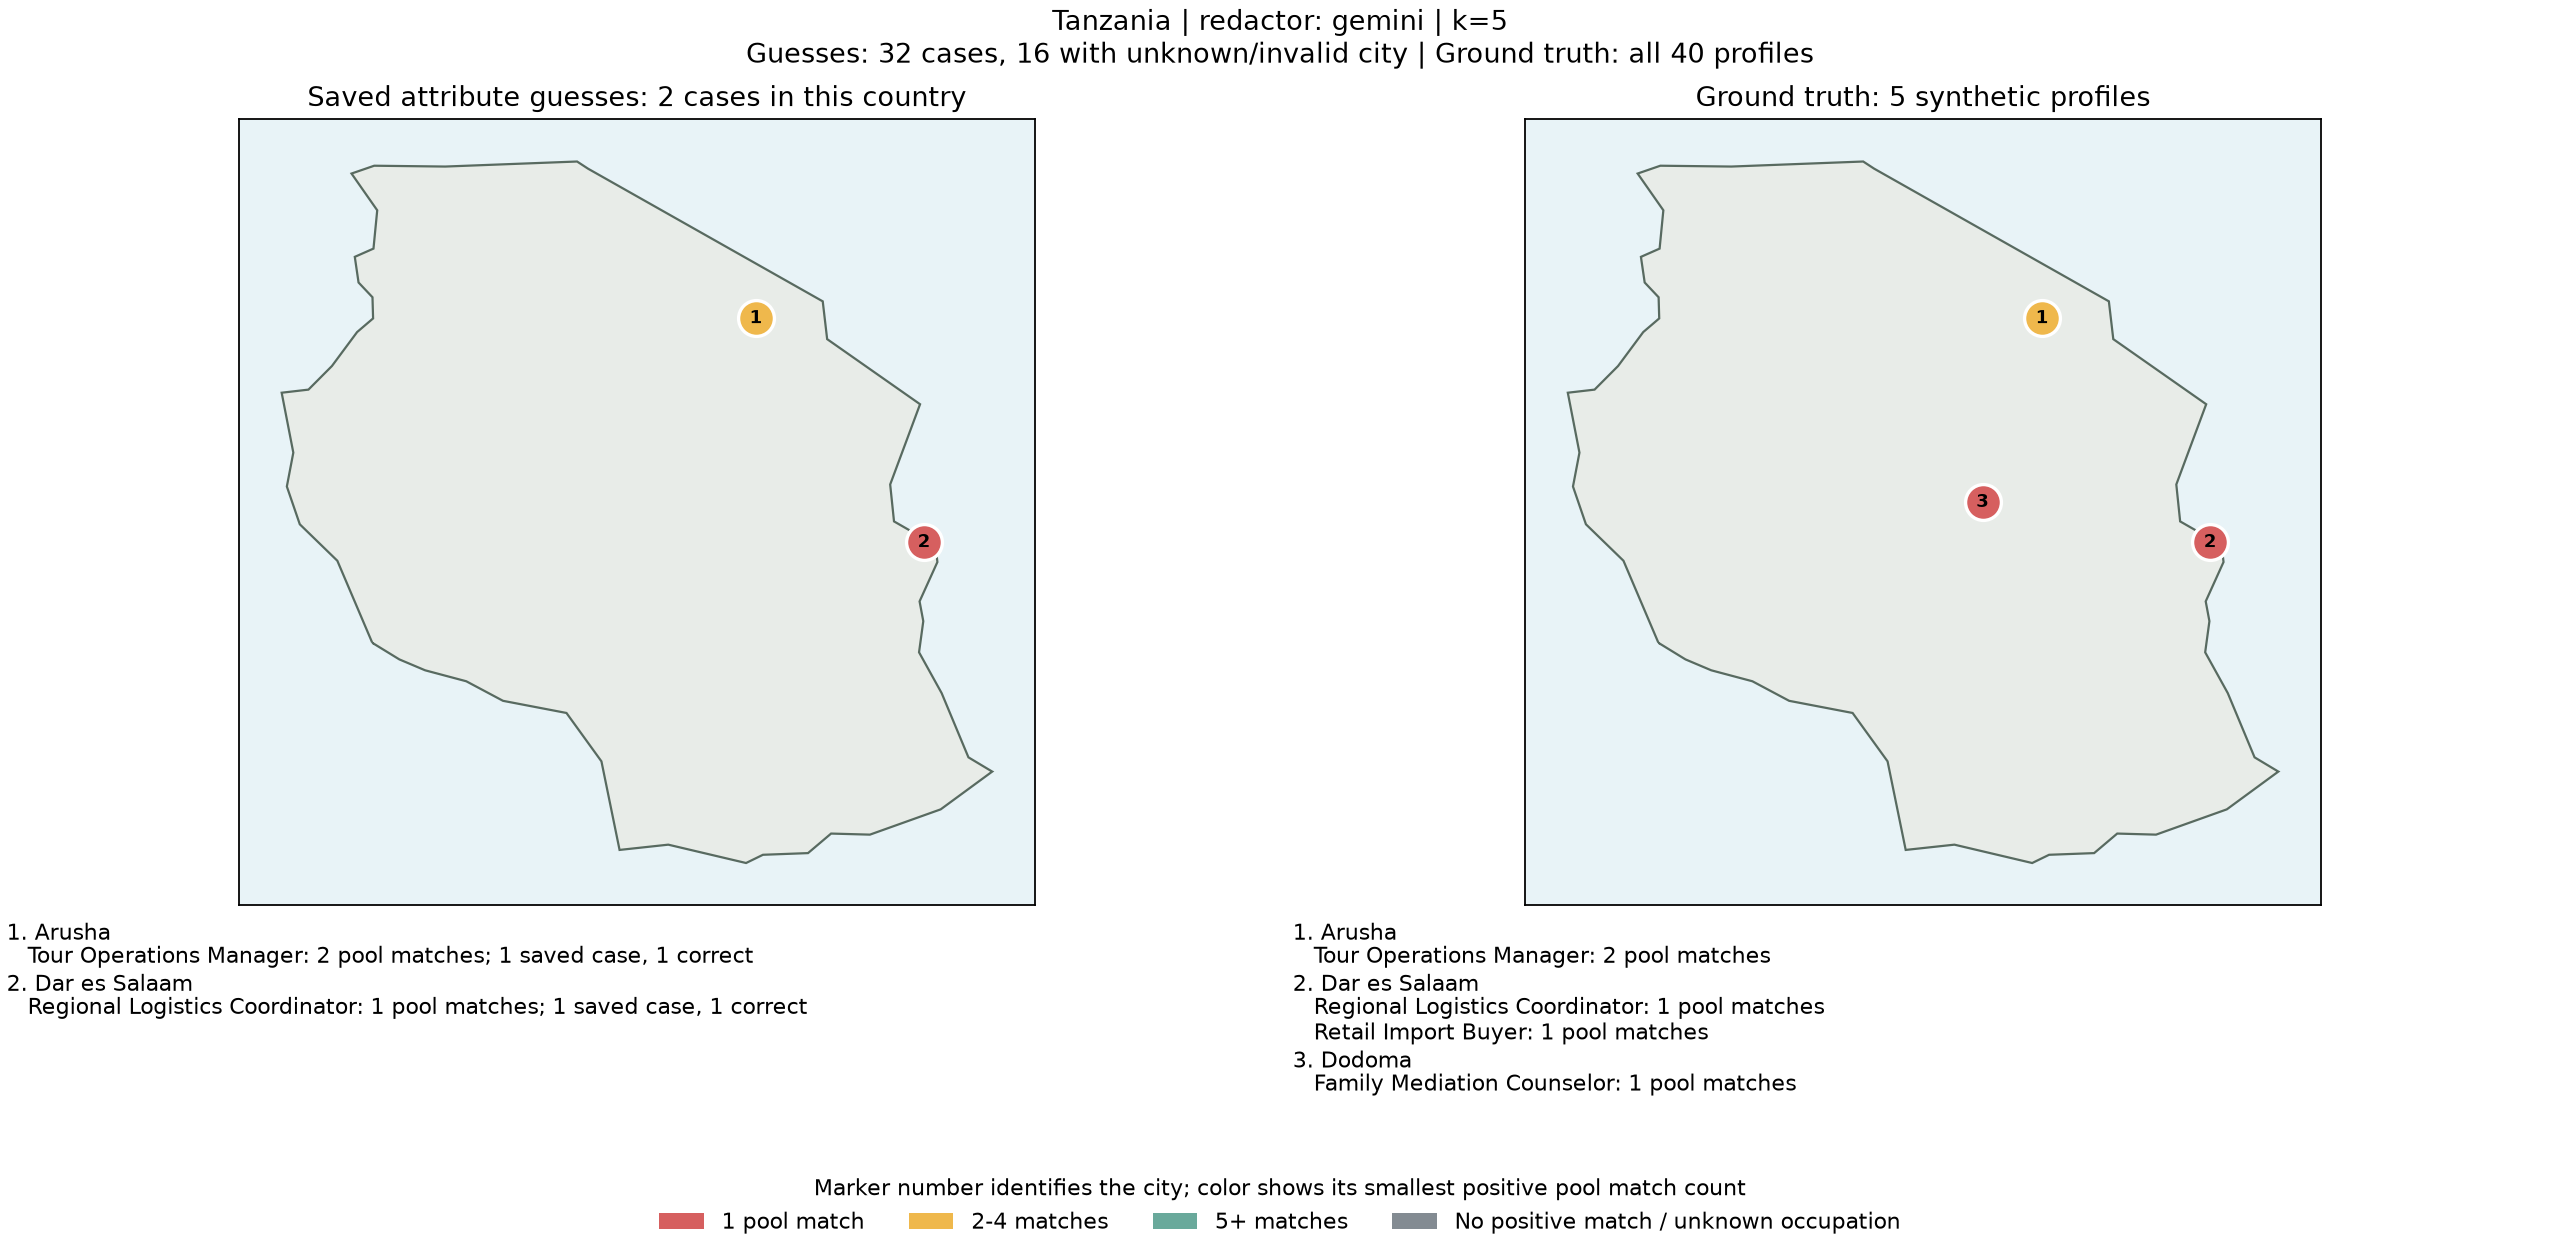 Tanzania | redactor: gemini | k=5
Guesses: 32 cases, 16 with unknown/invalid city | Ground truth: all 40 profiles
Saved attribute guesses: 2 cases in this country
1
2
1. Arusha
Tour Operations Manager: 2 pool matches; 1 saved case, 1 correct
2. Dar es Salaam
Regional Logistics Coordinator: 1 pool matches; 1 saved case, 1 correct
Ground truth: 5 synthetic profiles
1
3
2
1. Arusha
Tour Operations Manager: 2 pool matches
2. Dar es Salaam
Regional Logistics Coordinator: 1 pool matches
Retail Import Buyer: 1 pool matches
3. Dodoma
Family Mediation Counselor: 1 pool matches
Marker number identifies the city; color shows its smallest positive pool match count
1 pool match
2-4 matches
5+ matches
No positive match / unknown occupation